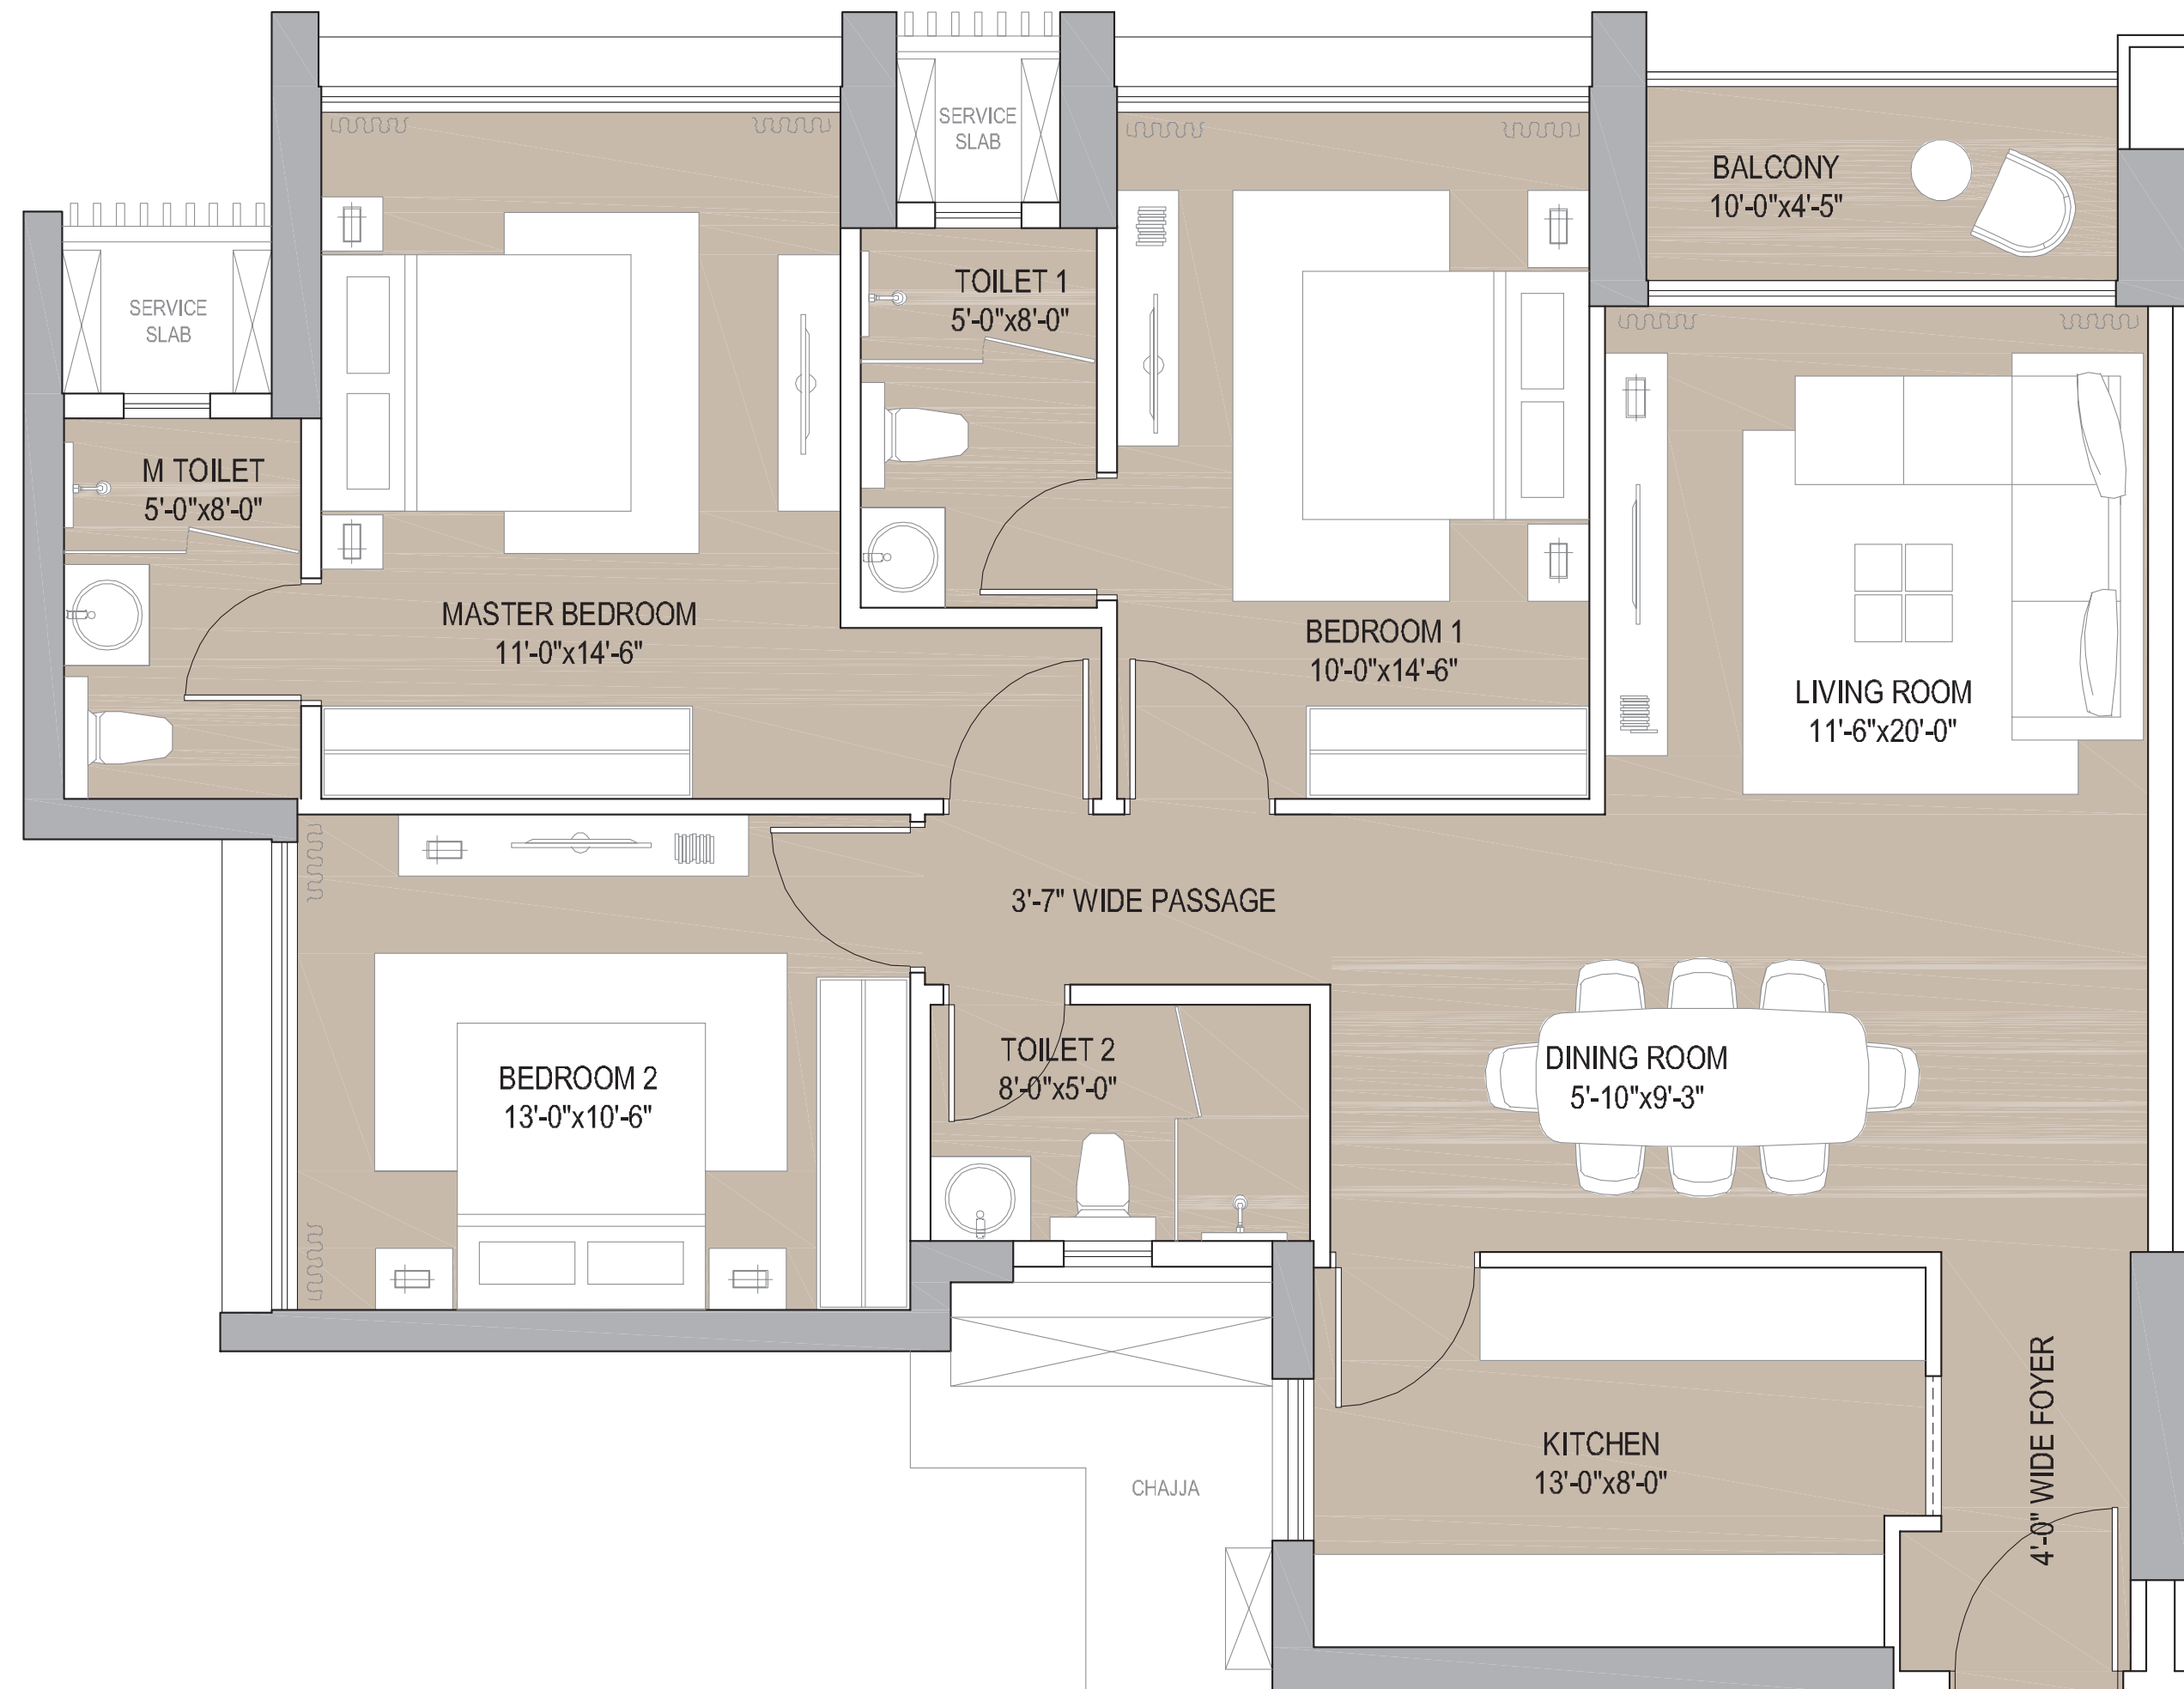 SERVICE
SLAB
BALCONY
10'-0"x4'-5"
SERVICE
SLAB
TOILET 1
5'-0"x8'-0"
M TOILET
5'-0"x8'-0"
MASTER BEDROOM
11'-0"x14'-6"
BEDROOM 1
10'-0"x14'-6"
LIVING ROOM
11'-6"x20'-0"
3'-7" WIDE PASSAGE
BEDROOM 2
13'-0"x10'-6"
TOILET 2
8'-0"x5'-0"
DINING ROOM
5'-10"x9'-3"
KITCHEN
13'-0"x8'-0"
4'-0" WIDE FOYER
CHAJJA